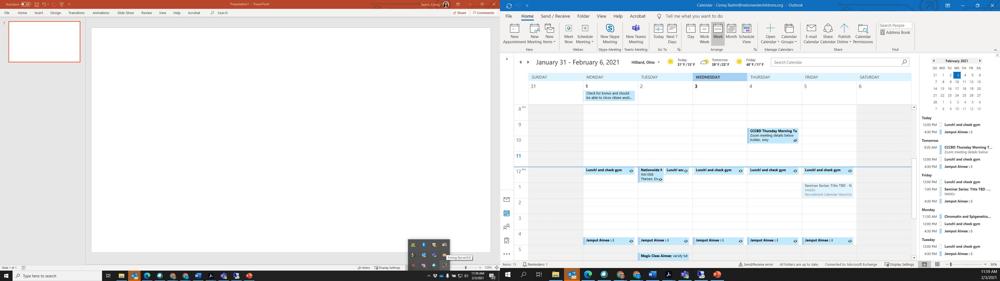 AutoSave Off
Presentation1 - PowerPoint
Taslim, Cenny
File Home Insert Design Transitions Animations Slide Show Review View Help Acrobat Search
Share Comments
1
Xming Server:0.0
Slide 1 of 1
Notes Display Settings
120%
Type here to search
11:59 AM
2/3/2021
22
Calendar - Cenny.Taslim@nationwidechildrens.org - Outlook
File Home Send / Receive Folder View Help Acrobat Tell me what you want to do
New Appointment
New Meeting
New Items
New
Meet Now
Schedule Meeting
Webex
New Skype Meeting
Skype Meeting
New Teams Meeting
Teams Meeting
Today
Next 7 Days
Go To
Day
Work Week
Week
Month
Schedule View
Arrange
Open Calendar
Calendar Groups
Manage Calendars
E-mail Calendar
Share Calendar
Publish Online
Calendar Permissions
Share
Search People
Address Book
Find
January 31 - February 6, 2021
Hilliard, Ohio
Today
31°F/15°F
Tomorrow
39°F/23°F
Friday
40°F/11°F
Search Calendar
SUNDAY MONDAY TUESDAY WEDNESDAY THURSDAY FRIDAY SATURDAY
31 1 2 3 4 5 6
Check for bonus and should
be able to close citizen anyti...
8 AM
9
CCCBD Thursday Morning Ta
Zoom meeting details below
Kohler, Amy
10
11
12 PM
Lunch! and check gym
Nationwide N
WA1008
Theisen, Em
Lunch! and
Lunch! and check gym
Lunch! and check gym
Lunch! and check gym
1
Seminar Series: Title TBD - N
WebEx
Recruitment Calendar Hem/Onc
2
3
4
Jemput Aimee :-)
Jemput Aimee :-)
Jemput Aimee :-)
Jemput Aimee :-)
Jemput Aimee :-)
5
Magic Class Aimee; varsity tut
February 2021
SU MO TU WE TH FR SA
31 1 2 3 4 5 6
7 8 9 10 11 12 13
14 15 16 17 18 19 20
21 22 23 24 25 26 27
28 1 2 3 4 5 6
7 8 9 10 11 12 13
Today
12:00 PM Lunch! and check gym
4:30 PM Jemput Aimee :-)
Tomorrow
9:30 AM CCCBD Thursday Morning T...
Zoom meeting details below
12:00 PM Lunch! and check gym
4:30 PM Jemput Aimee :-)
Friday
12:00 PM Lunch! and check gym
1:00 PM Seminar Series: Title TBD -...
WebEx
4:30 PM Jemput Aimee :-)
Monday
11:30 AM Chromatin and Epigenetics...
12:00 PM Lunch! and check gym
4:30 PM Jemput Aimee :-)
Tuesday
12:00 PM Lunch! and check gym
4:30 PM Jemput Aimee :-)
Items: 15 Reminders: 1
Send/Receive error All folders are up to date. Connected to: Microsoft Exchange Display Settings
90%
11:59 AM
2/3/2021